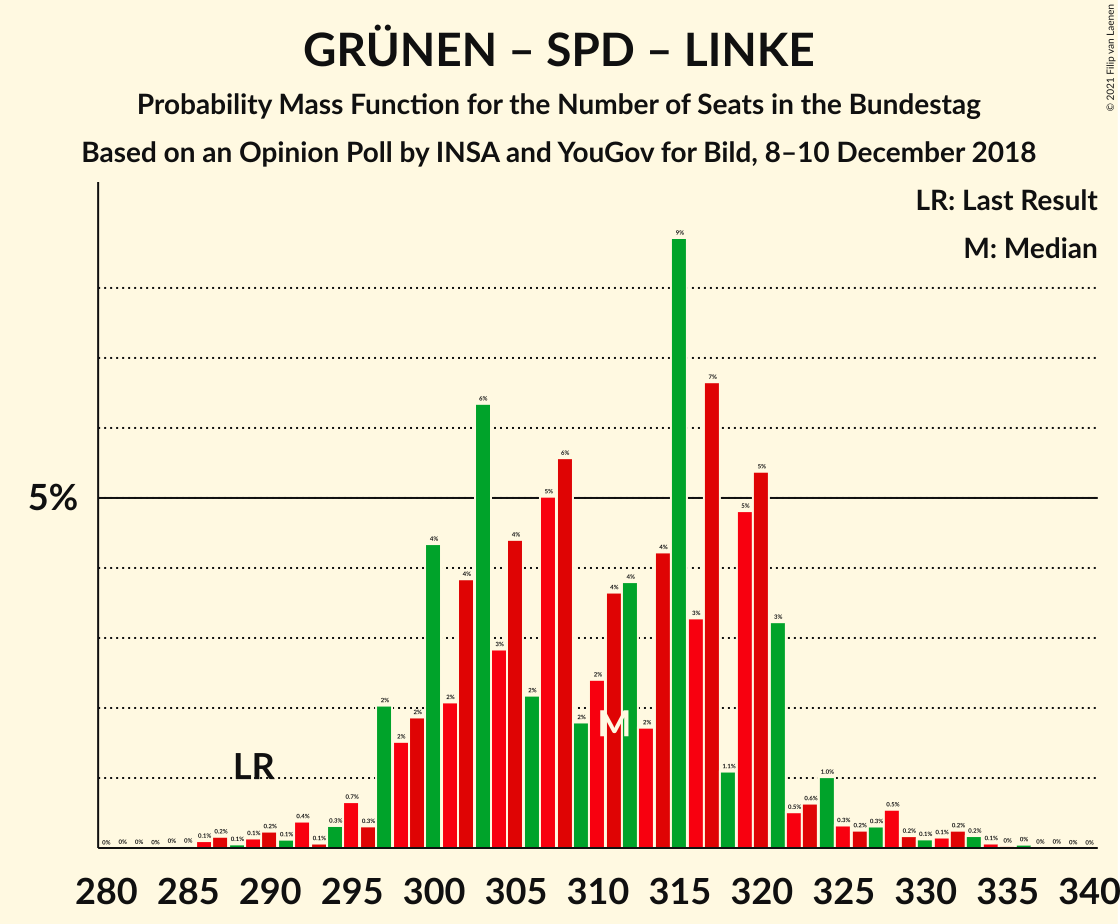 GRÜNEN – SPD – LINKE
Probability Mass Function for the Number of Seats in the Bundestag
Based on an Opinion Poll by INSA and YouGov for Bild, 8–10 December 2018
© 2021 Filip van Laenen
LR: Last Result
M: Median
5%
LR
M
0% 0% 0% 0% 0% 0% 0.1% 0.2% 0.1% 0.1% 0.2% 0.1% 0.4% 0.1% 0.3% 0.7% 0.3% 2% 2% 2% 4% 2% 4% 6% 3% 4% 2% 5% 6% 2% 2% 4% 4% 2% 4% 9% 3% 7% 1.1% 5% 5% 3% 0.5% 0.6% 1.0% 0.3% 0.2% 0.3% 0.5% 0.2% 0.1% 0.1% 0.2% 0.2% 0.1% 0% 0% 0% 0% 0% 0%
280 285 290 295 300 305 310 315 320 325 330 335 340